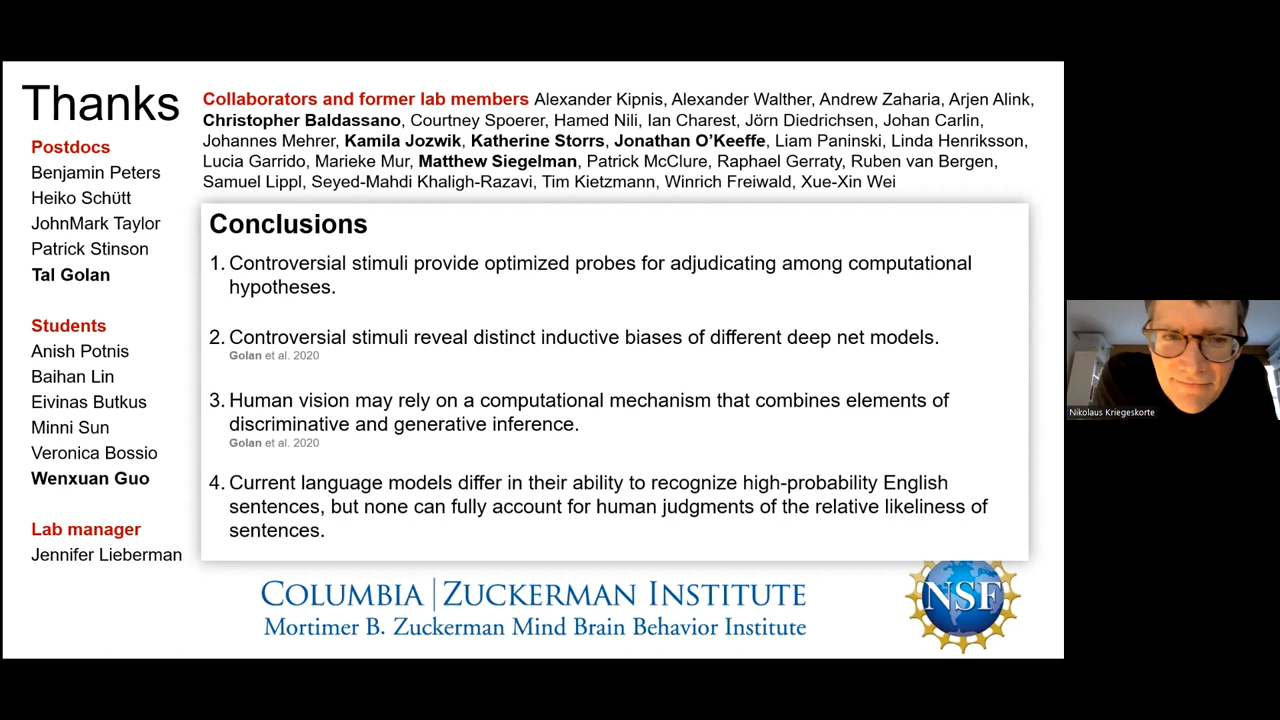 Thanks
Postdocs
Benjamin Peters
Heiko Schütt
JohnMark Taylor
Patrick Stinson
Tal Golan
Students
Anish Potnis
Baihan Lin
Eivinas Butkus
Minni Sun
Veronica Bossio
Wenxuan Guo
Lab manager
Jennifer Lieberman
Collaborators and former lab members Alexander Kipnis, Alexander Walther, Andrew Zaharia, Arjen Alink,
Christopher Baldassano, Courtney Spoerer, Hamed Nili, Ian Charest, Jörn Diedrichsen, Johan Carlin,
Johannes Mehrer, Kamila Jozwik, Katherine Storrs, Jonathan O’Keeffe, Liam Paninski, Linda Henriksson,
Lucia Garrido, Marieke Mur, Matthew Siegelman, Patrick McClure, Raphael Gerraty, Ruben van Bergen,
Samuel Lippl, Seyed-Mahdi Khaligh-Razavi, Tim Kietzmann, Winrich Freiwald, Xue-Xin Wei
Conclusions
1. Controversial stimuli provide optimized probes for adjudicating among computational
hypotheses.
2. Controversial stimuli reveal distinct inductive biases of different deep net models.
Golan et al. 2020
3. Human vision may rely on a computational mechanism that combines elements of
discriminative and generative inference.
Golan et al. 2020
4. Current language models differ in their ability to recognize high-probability English
sentences, but none can fully account for human judgments of the relative likeliness of
sentences.
COLUMBIA | ZUCKERMAN INSTITUTE
MORTIMER B. ZUCKERMAN MIND BRAIN BEHAVIOR INSTITUTE
NSF
Nikolaus Kriegeskorte